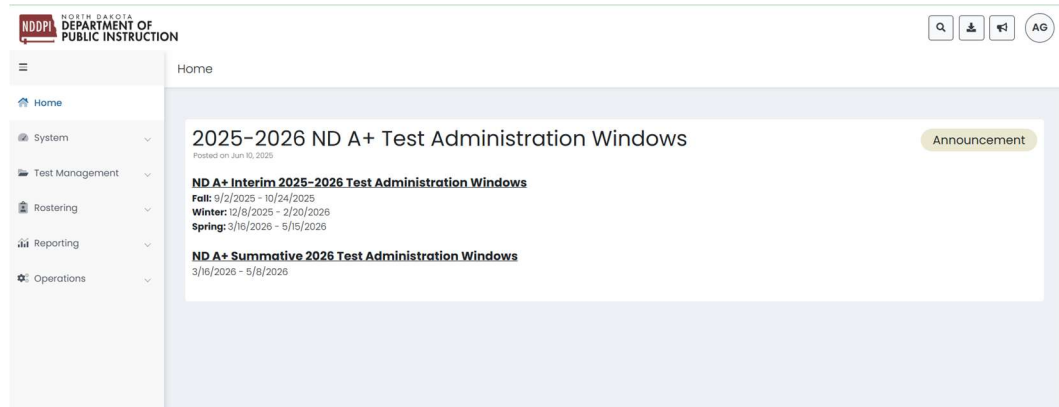 NDDPI
NORTH DAKOTA
DEPARTMENT OF
PUBLIC INSTRUCTION
AG
Home
Home
System
Test Management
Rostering
Reporting
Operations
2025-2026 ND A+ Test Administration Windows
Announcement
Posted on Jun 10, 2025
ND A+ Interim 2025-2026 Test Administration Windows
Fall: 9/2/2025 - 10/24/2025
Winter: 12/8/2025 - 2/20/2026
Spring: 3/16/2026 - 5/15/2026
ND A+ Summative 2026 Test Administration Windows
3/16/2026 - 5/8/2026